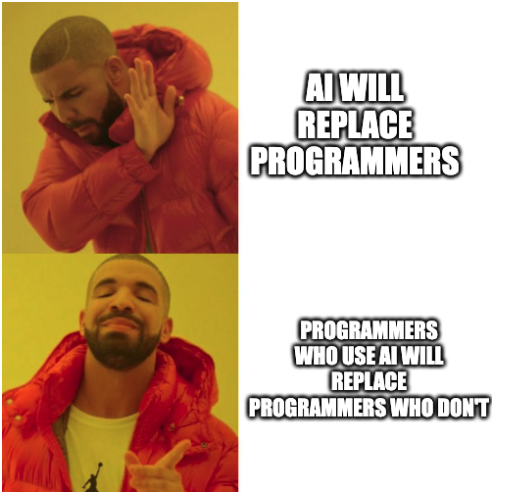 AI WILL
REPLACE
PROGRAMMERS
PROGRAMMERS
WHO USE AI WILL
REPLACE
PROGRAMMERS WHO DON'T